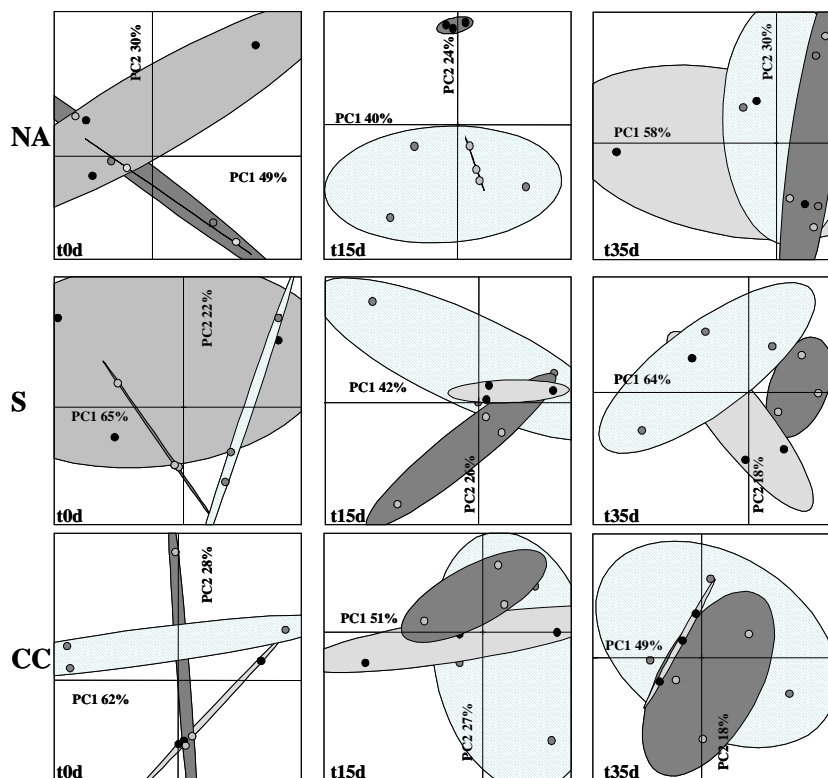 PC2 30%
NA
PC1 49%
t0d
PC2 24%
PC1 40%
t15d
PC2 30%
PC1 58%
t35d
S
PC2 22%
PC1 65%
t0d
PC1 42%
PC2 26%
t15d
PC1 64%
PC2 18%
t35d
CC
PC2 28%
PC1 62%
t0d
PC1 51%
PC2 27%
t15d
PC1 49%
PC2 18%
t35d